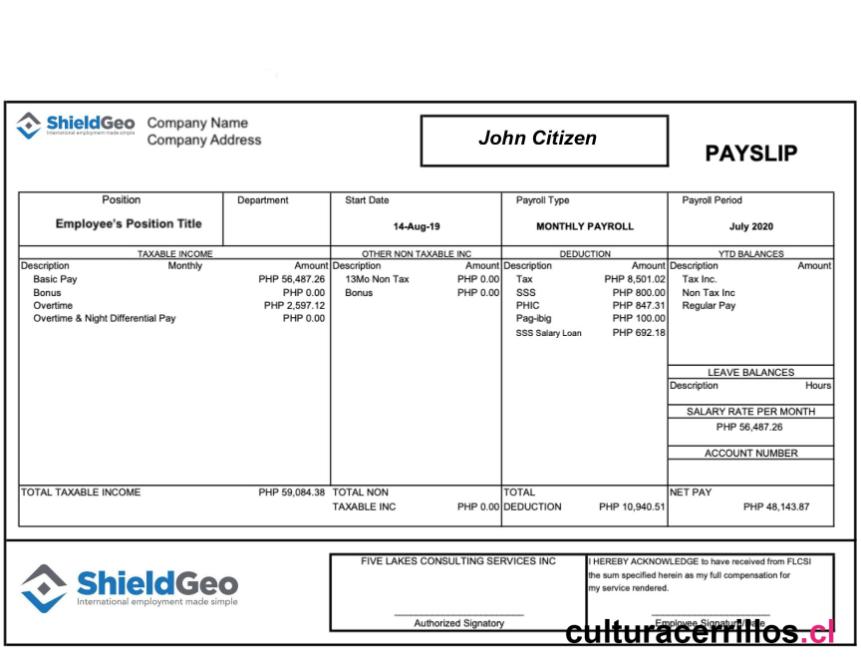 ShieldGeo
International employment made simple
Company Name
Company Address
John Citizen
PAYSLIP
Position Department Start Date Payroll Type Payroll Period
Employee's Position Title 14-Aug-19 MONTHLY PAYROLL July 2020
TAXABLE INCOME OTHER NON TAXABLE INC DEDUCTION YTD BALANCES
Description Monthly Amount Description Amount Description Amount Description Amount
Basic Pay PHP 56,487.26 13Mo Non Tax PHP 0.00 Tax PHP 8,501.02 Tax Inc.
Bonus PHP 0.00 Bonus PHP 0.00 SSS PHP 800.00 Non Tax Inc
Overtime PHP 2,597.12 PHIC PHP 847.31 Regular Pay
Overtime & Night Differential Pay PHP 0.00 Pag-ibig PHP 100.00
SSS Salary Loan PHP 692.18
LEAVE BALANCES
Description Hours
SALARY RATE PER MONTH
PHP 56,487.26
ACCOUNT NUMBER
TOTAL TAXABLE INCOME PHP 59,084.38 TOTAL NON TOTAL NET PAY
TAXABLE INC PHP 0.00 DEDUCTION PHP 10,940.51 PHP 48,143.87
ShieldGeo
International employment made simple
FIVE LAKES CONSULTING SERVICES INC
I HEREBY ACKNOWLEDGE to have received from FLCSI
the sum specified herein as my full compensation for
my service rendered.
Authorized Signatory
Employee Signature/Date
culturacerrillos.cl